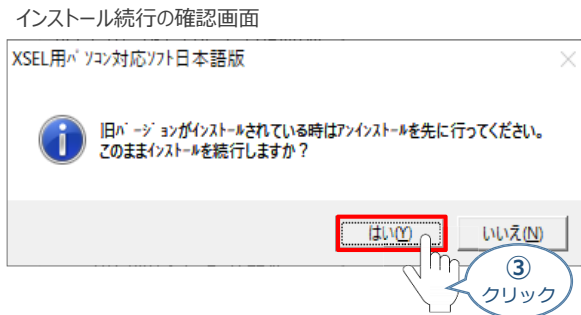 インストール続行の確認画面
XSEL用ﾊﾟｿｺﾝ対応ｿﾌﾄ日本語版
旧ﾊﾞｰｼﾞｮﾝがｲﾝｽﾄｰﾙされている時はｱﾝｲﾝｽﾄｰﾙを先に行ってください。
このままｲﾝｽﾄｰﾙを続行しますか？
はい(Y)
いいえ(N)
③
クリック